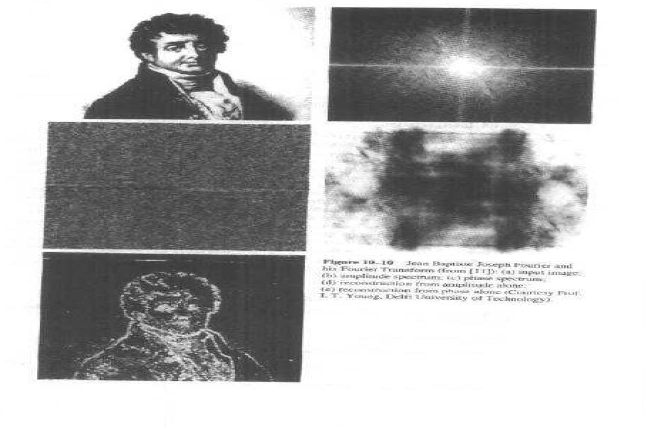 Figure 10-10 Jean Baptiste Joseph Fourier and
his Fourier Transform (from [11]): (a) input image;
(b) amplitude spectrum; (c) phase spectrum;
(d) reconstruction from amplitude alone;
(e) reconstruction from phase alone (Courtesy Prof.
I. T. Young, Delft University of Technology).